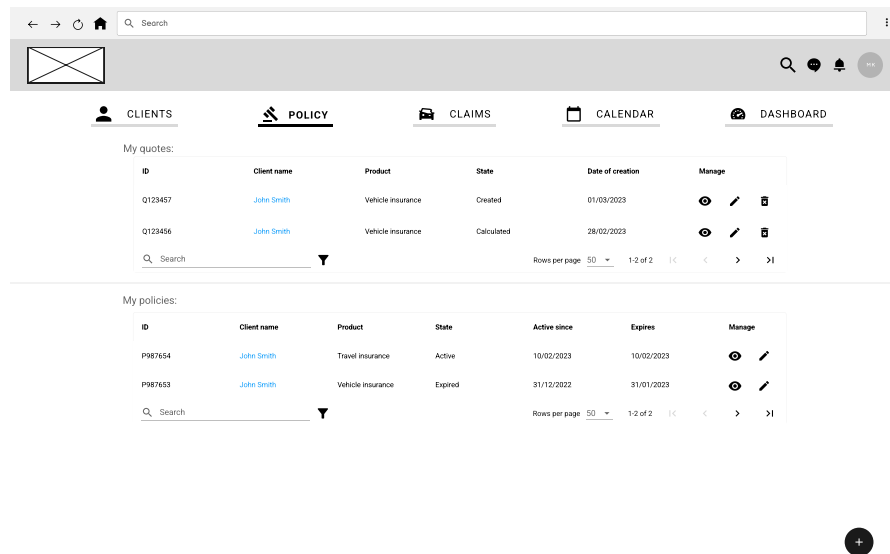 Search
MK
CLIENTS POLICY CLAIMS CALENDAR DASHBOARD
My quotes:
ID Client name Product State Date of creation Manage
Q123457 John Smith Vehicle insurance Created 01/03/2023
Q123456 John Smith Vehicle insurance Calculated 28/02/2023
Search Rows per page 50 1-2 of 2
My policies:
ID Client name Product State Active since Expires Manage
P987654 John Smith Travel insurance Active 10/02/2023 10/02/2023
P987653 John Smith Vehicle insurance Expired 31/12/2022 31/01/2023
Search Rows per page 50 1-2 of 2